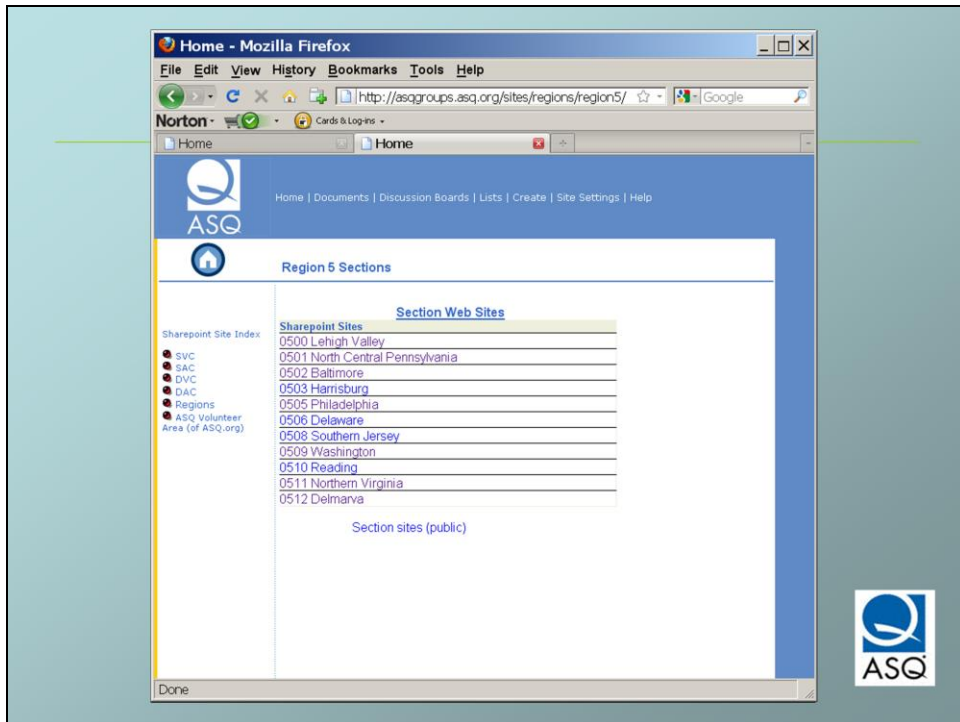 Home - Mozilla Firefox
File Edit View History Bookmarks Tools Help
http://asqgroups.asq.org/sites/regions/region5/ Google
Norton - Cards & Log-ins
Home Home
ASQ
Home | Documents | Discussion Boards | Lists | Create | Site Settings | Help
Region 5 Sections
Sharepoint Site Index
SVC
SAC
DVC
DAC
Regions
ASQ Volunteer
Area (of ASQ.org)
Section Web Sites
Sharepoint Sites
0500 Lehigh Valley
0501 North Central Pennsylvania
0502 Baltimore
0503 Harrisburg
0505 Philadelphia
0506 Delaware
0508 Southern Jersey
0509 Washington
0510 Reading
0511 Northern Virginia
0512 Delmarva
Section sites (public)
Done
ASQ